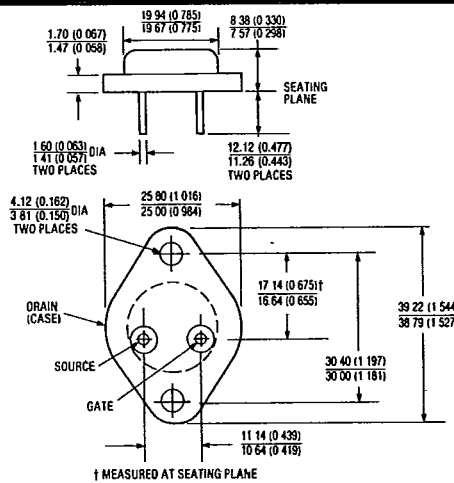 19 94 (0.785)
19 67 (0.775)
1.70 (0 067)
1.47 (0 058)
8 38 (0 330)
7 57 (0 298)
SEATING
PLANE
1 60 (0 063)
1 41 (0 057) DIA
TWO PLACES
12.12 (0.477)
11.26 (0.443)
TWO PLACES
4.12 (0.162)
3 81 (0.150) DIA
TWO PLACES
25 80 (1 016)
25 00 (0 984)
DRAIN
(CASE)
17 14 (0 675)†
16 64 (0 655)
39 22 (1 544
38 79 (1 527
SOURCE
30 40 (1 197)
30 00 (1 181)
GATE
11 14 (0 439)
10 64 (0 419)
† MEASURED AT SEATING PLANE